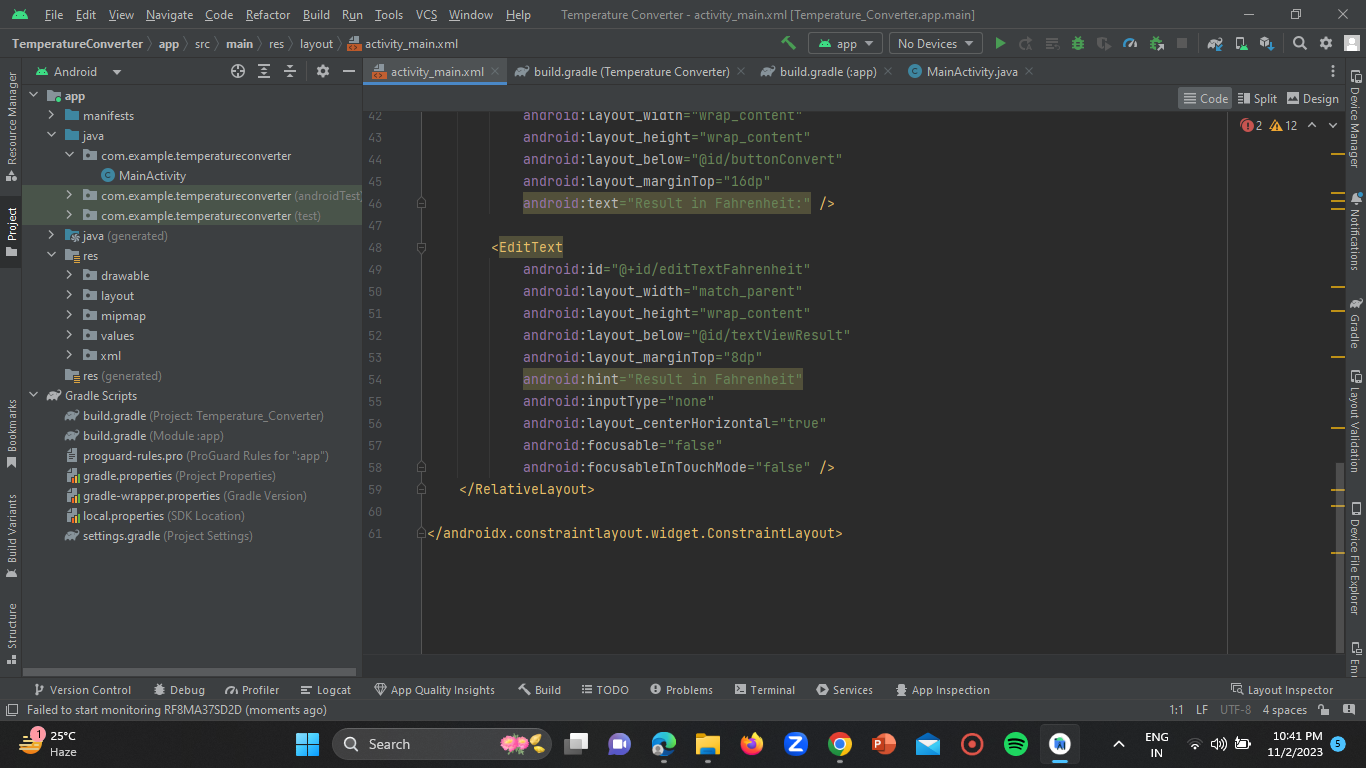 File Edit View Navigate Code Refactor Build Run Tools VCS Window Help Temperature Converter - activity_main.xml [Temperature_Converter.app.main]
TemperatureConverter app src main res layout activity_main.xml app No Devices
Android activity_main.xml build.gradle (Temperature Converter) build.gradle (:app) MainActivity.java
Code Split Design
2 12
Resource Manager
Project
Bookmarks
Build Variants
Structure
app
manifests
java
com.example.temperatureconverter
MainActivity
com.example.temperatureconverter (androidTest)
com.example.temperatureconverter (test)
java (generated)
res
drawable
layout
mipmap
values
xml
res (generated)
Gradle Scripts
build.gradle (Project: Temperature_Converter)
build.gradle (Module :app)
proguard-rules.pro (ProGuard Rules for ":app")
gradle.properties (Project Properties)
gradle-wrapper.properties (Gradle Version)
local.properties (SDK Location)
settings.gradle (Project Settings)
42 android:layout_width="wrap_content"
43 android:layout_height="wrap_content"
44 android:layout_below="@id/buttonConvert"
45 android:layout_marginTop="16dp"
46 android:text="Result in Fahrenheit:" />
47
48 <EditText
49 android:id="@+id/editTextFahrenheit"
50 android:layout_width="match_parent"
51 android:layout_height="wrap_content"
52 android:layout_below="@id/textViewResult"
53 android:layout_marginTop="8dp"
54 android:hint="Result in Fahrenheit"
55 android:inputType="none"
56 android:layout_centerHorizontal="true"
57 android:focusable="false"
58 android:focusableInTouchMode="false" />
59 </RelativeLayout>
60
61 </androidx.constraintlayout.widget.ConstraintLayout>
Device Manager
Notifications
Gradle
Layout Validation
Device File Explorer
Em
Version Control Debug Profiler Logcat App Quality Insights Build TODO Problems Terminal Services App Inspection Layout Inspector
Failed to start monitoring RF8MA37SD2D (moments ago) 1:1 LF UTF-8 4 spaces
1 25°C
Haze
Search
ENG
IN
10:41 PM
11/2/2023
5